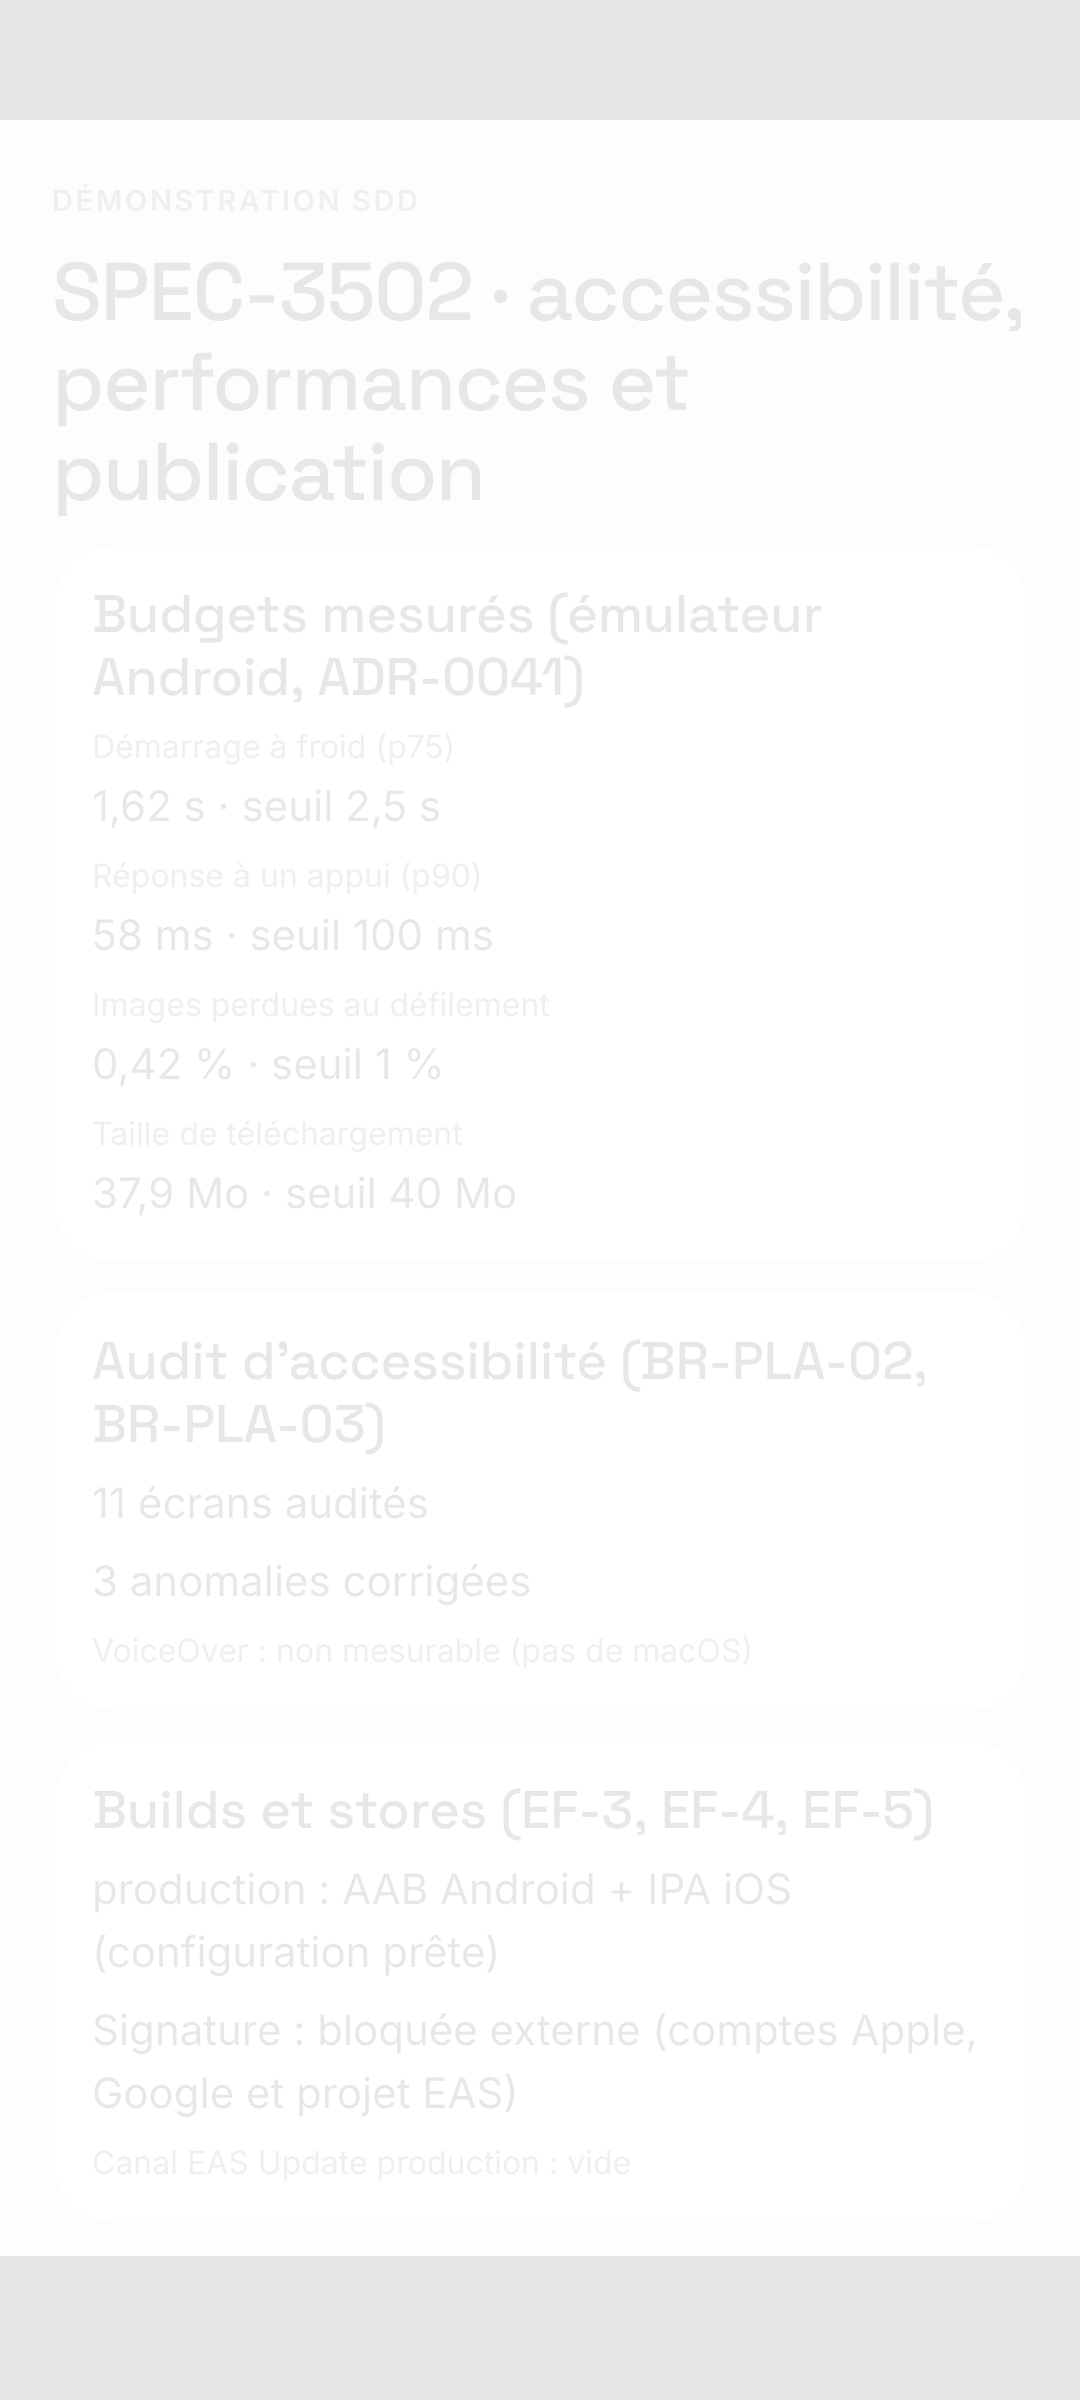 DÉMONSTRATION SDD
SPEC-3502 · accessibilité,
performances et
publication
Budgets mesurés (émulateur
Android, ADR-0041)
Démarrage à froid (p75)
1,62 s · seuil 2,5 s
Réponse à un appui (p90)
58 ms · seuil 100 ms
Images perdues au défilement
0,42 % · seuil 1 %
Taille de téléchargement
37,9 Mo · seuil 40 Mo
Audit d’accessibilité (BR-PLA-02,
BR-PLA-03)
11 écrans audités
3 anomalies corrigées
VoiceOver : non mesurable (pas de macOS)
Builds et stores (EF-3, EF-4, EF-5)
production : AAB Android + IPA iOS
(configuration prête)
Signature : bloquée externe (comptes Apple,
Google et projet EAS)
Canal EAS Update production : vide